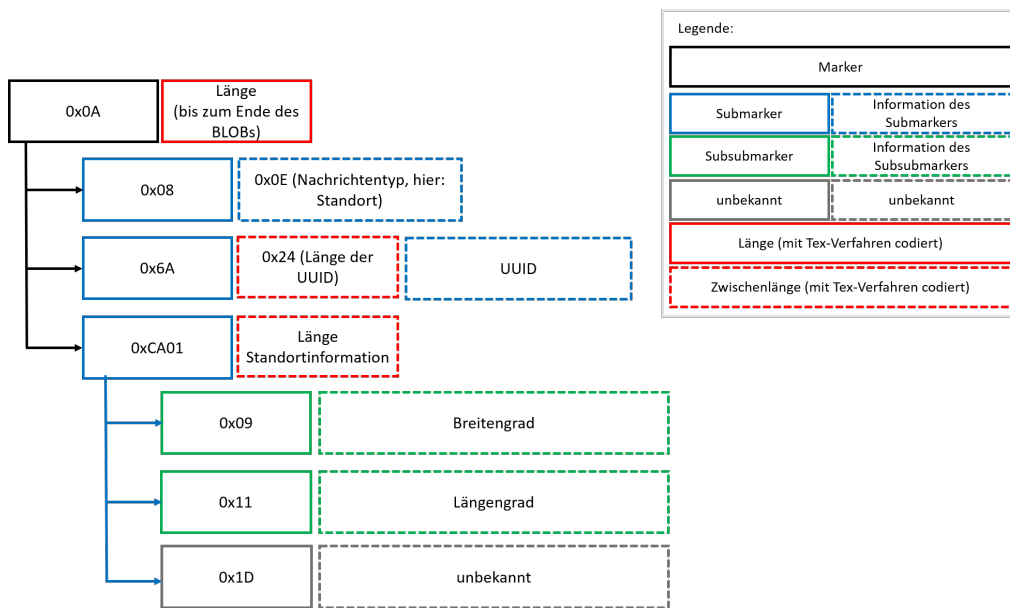 Legende:
Marker
Submarker
Information des
Submarkers
Subsubmarker
Information des
Subsubmarkers
unbekannt
unbekannt
Länge (mit Tex-Verfahren codiert)
Zwischenlänge (mit Tex-Verfahren codiert)
0x0A
Länge
(bis zum Ende des
BLOBs)
0x08
0x0E (Nachrichtentyp, hier:
Standort)
0x6A
0x24 (Länge der
UUID)
UUID
0xCA01
Länge
Standortinformation
0x09
Breitengrad
0x11
Längengrad
0x1D
unbekannt